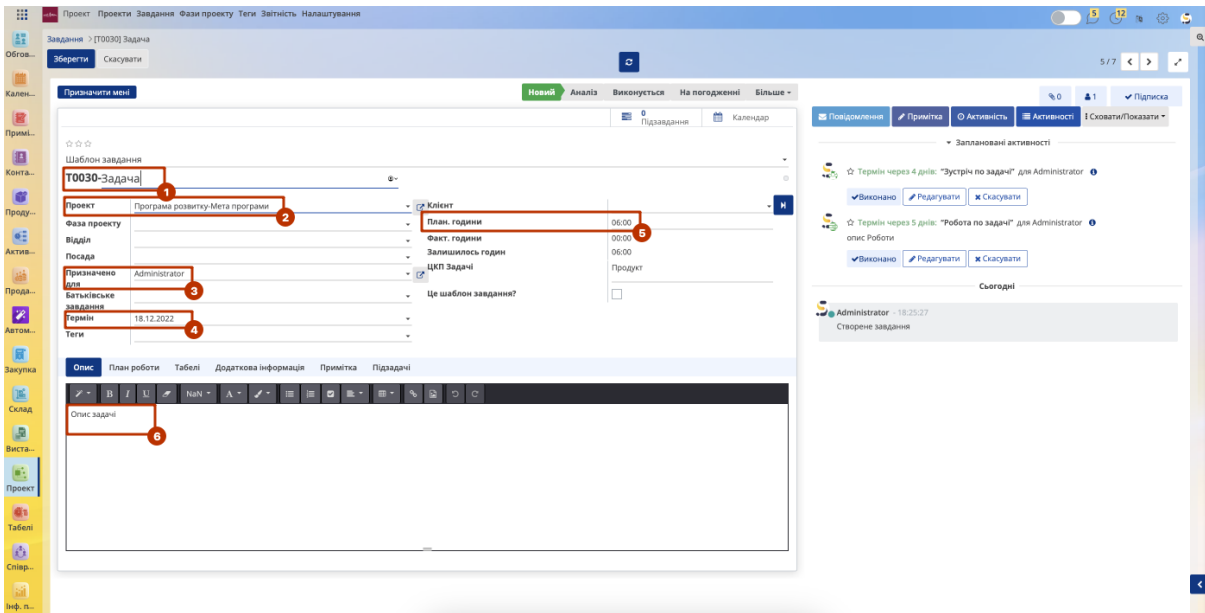 Проект Проекти Завдання Фази проекту Теги Звітність Налаштування
5 12
Завдання > [T0030] Задача
Зберегти Скасувати
5 / 7
Призначити мені
Новий Аналіз Виконується На погодженні Більше
0 Підзавдання
Календар
Шаблон завдання
T0030-Задача
1
Проект Програма розвитку-Мета програми
2
Фаза проекту
Відділ
Посада
Призначено для Administrator
3
Батьківське завдання
Термін 18.12.2022
4
Теги
Клієнт
План. години 06:00
5
Факт. години 00:00
Залишилось годин 06:00
ЦКП Задачі Продукт
Це шаблон завдання?
Опис План роботи Табелі Додаткова інформація Примітка Підзадачі
B I U NaN A
Опис задачі
6
0 1 Підписка
Повідомлення Примітка Активність Активності Сховати/Показати
Заплановані активності
Термін через 4 днів: "Зустріч по задачі" для Administrator
Виконано Редагувати Скасувати
Термін через 5 днів: "Робота по задачі" для Administrator
опис Роботи
Виконано Редагувати Скасувати
Сьогодні
Administrator - 18:25:27
Створене завдання
Обгов...
Кален...
Примі...
Конта...
Проду...
Актив...
Прода...
Автом...
Закупка
Склад
Виста...
Проект
Табелі
Співр...
Інф. п...